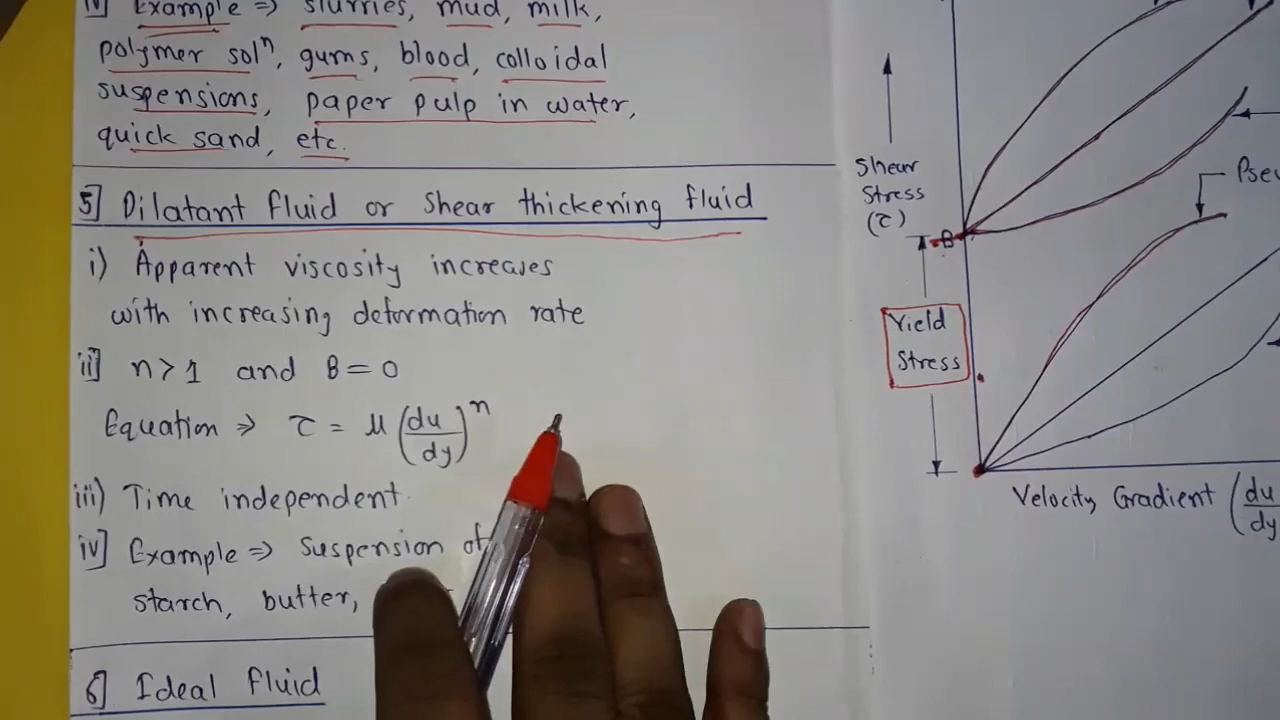 iv] Example ⇒ slurries, mud, milk,
polymer solⁿ, gums, blood, colloidal
suspensions, paper pulp in water,
quick sand, etc.
5] Dilatant fluid or shear thickening fluid
i) Apparent viscosity increases
with increasing deformation rate
ii] n>1 and B=0
Equation ⇒ τ = μ (du/dy)ⁿ
iii) Time independent.
iv] Example ⇒ Suspension of
starch, butter,
6] Ideal fluid
Shear
Stress
(τ)
B
Yield
Stress
Velocity Gradient (du/dy